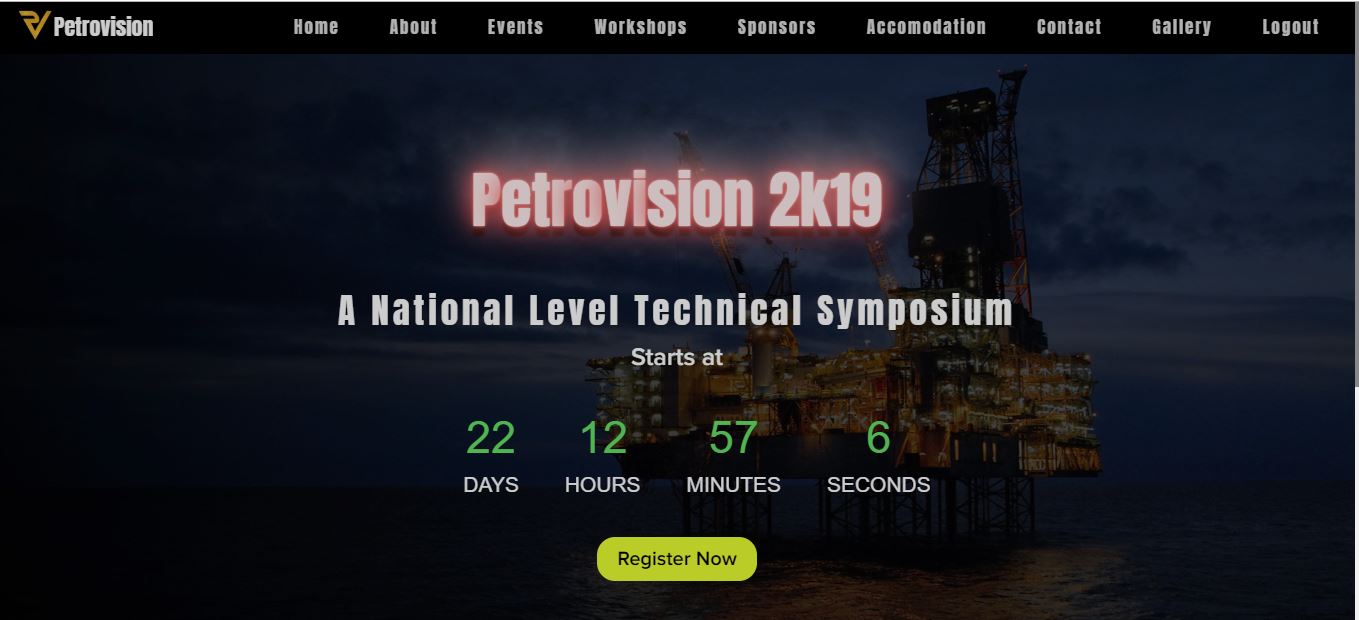 Petrovision Home About Events Workshops Sponsors Accomodation Contact Gallery Logout
Petrovision 2k19
A National Level Technical Symposium
Starts at
22 12 57 6
DAYS HOURS MINUTES SECONDS
Register Now